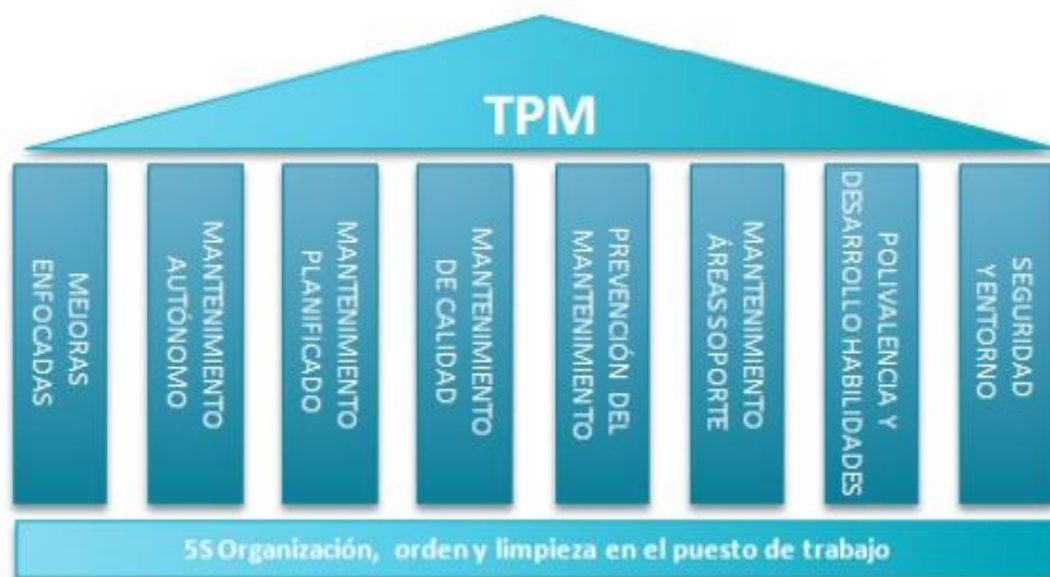 TPM
MEJORAS
ENFOCADAS
MANTENIMIENTO
AUTÓNOMO
MANTENIMIENTO
PLANIFICADO
MANTENIMIENTO
DE CALIDAD
PREVENCIÓN DEL
MANTENIMIENTO
MANTENIMIENTO
ÁREAS SOPORTE
POLIVALENCIA Y
DESARROLLO HABILIDADES
SEGURIDAD
Y ENTORNO
5S Organización, orden y limpieza en el puesto de trabajo